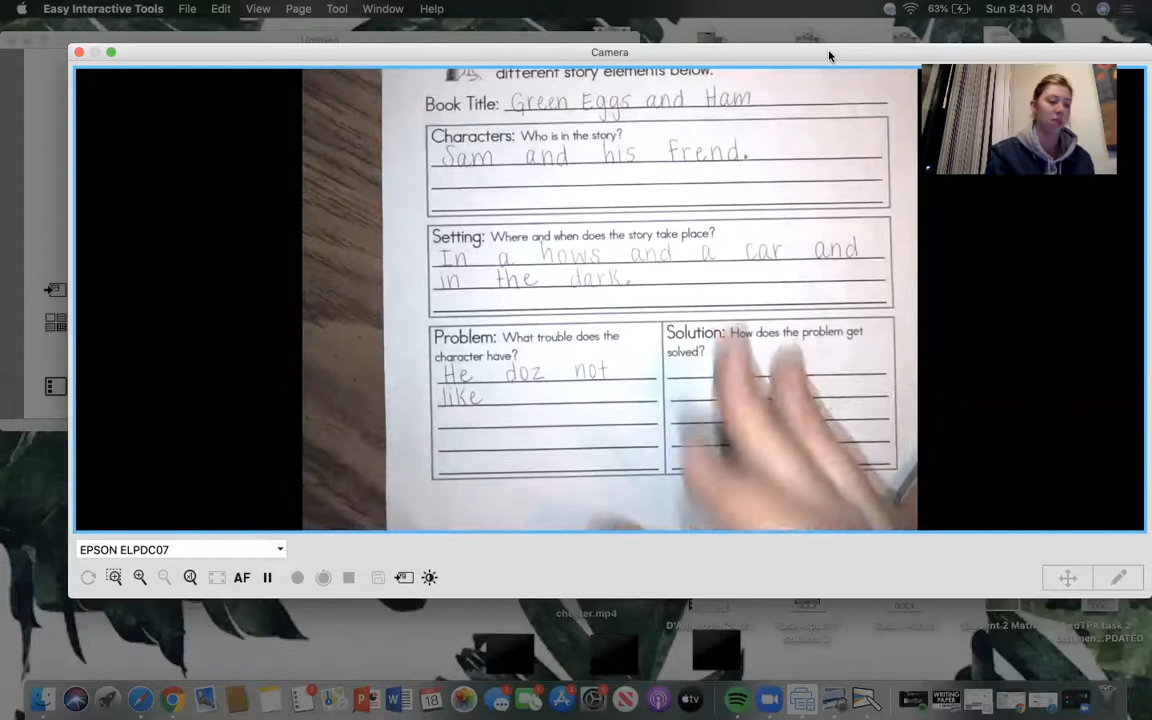 Easy Interactive Tools File Edit View Page Tool Window Help 63% Sun 8:43 PM
Camera
different story elements below.
Book Title: Green Eggs and Ham
Characters: Who is in the story?
Sam and his frend.
Setting: Where and when does the story take place?
In a hows and a car and
in the dark.
Problem: What trouble does the
character have?
He doz not
like
Solution: How does the problem get
solved?
EPSON ELPDC07
AF
cheater.mp4